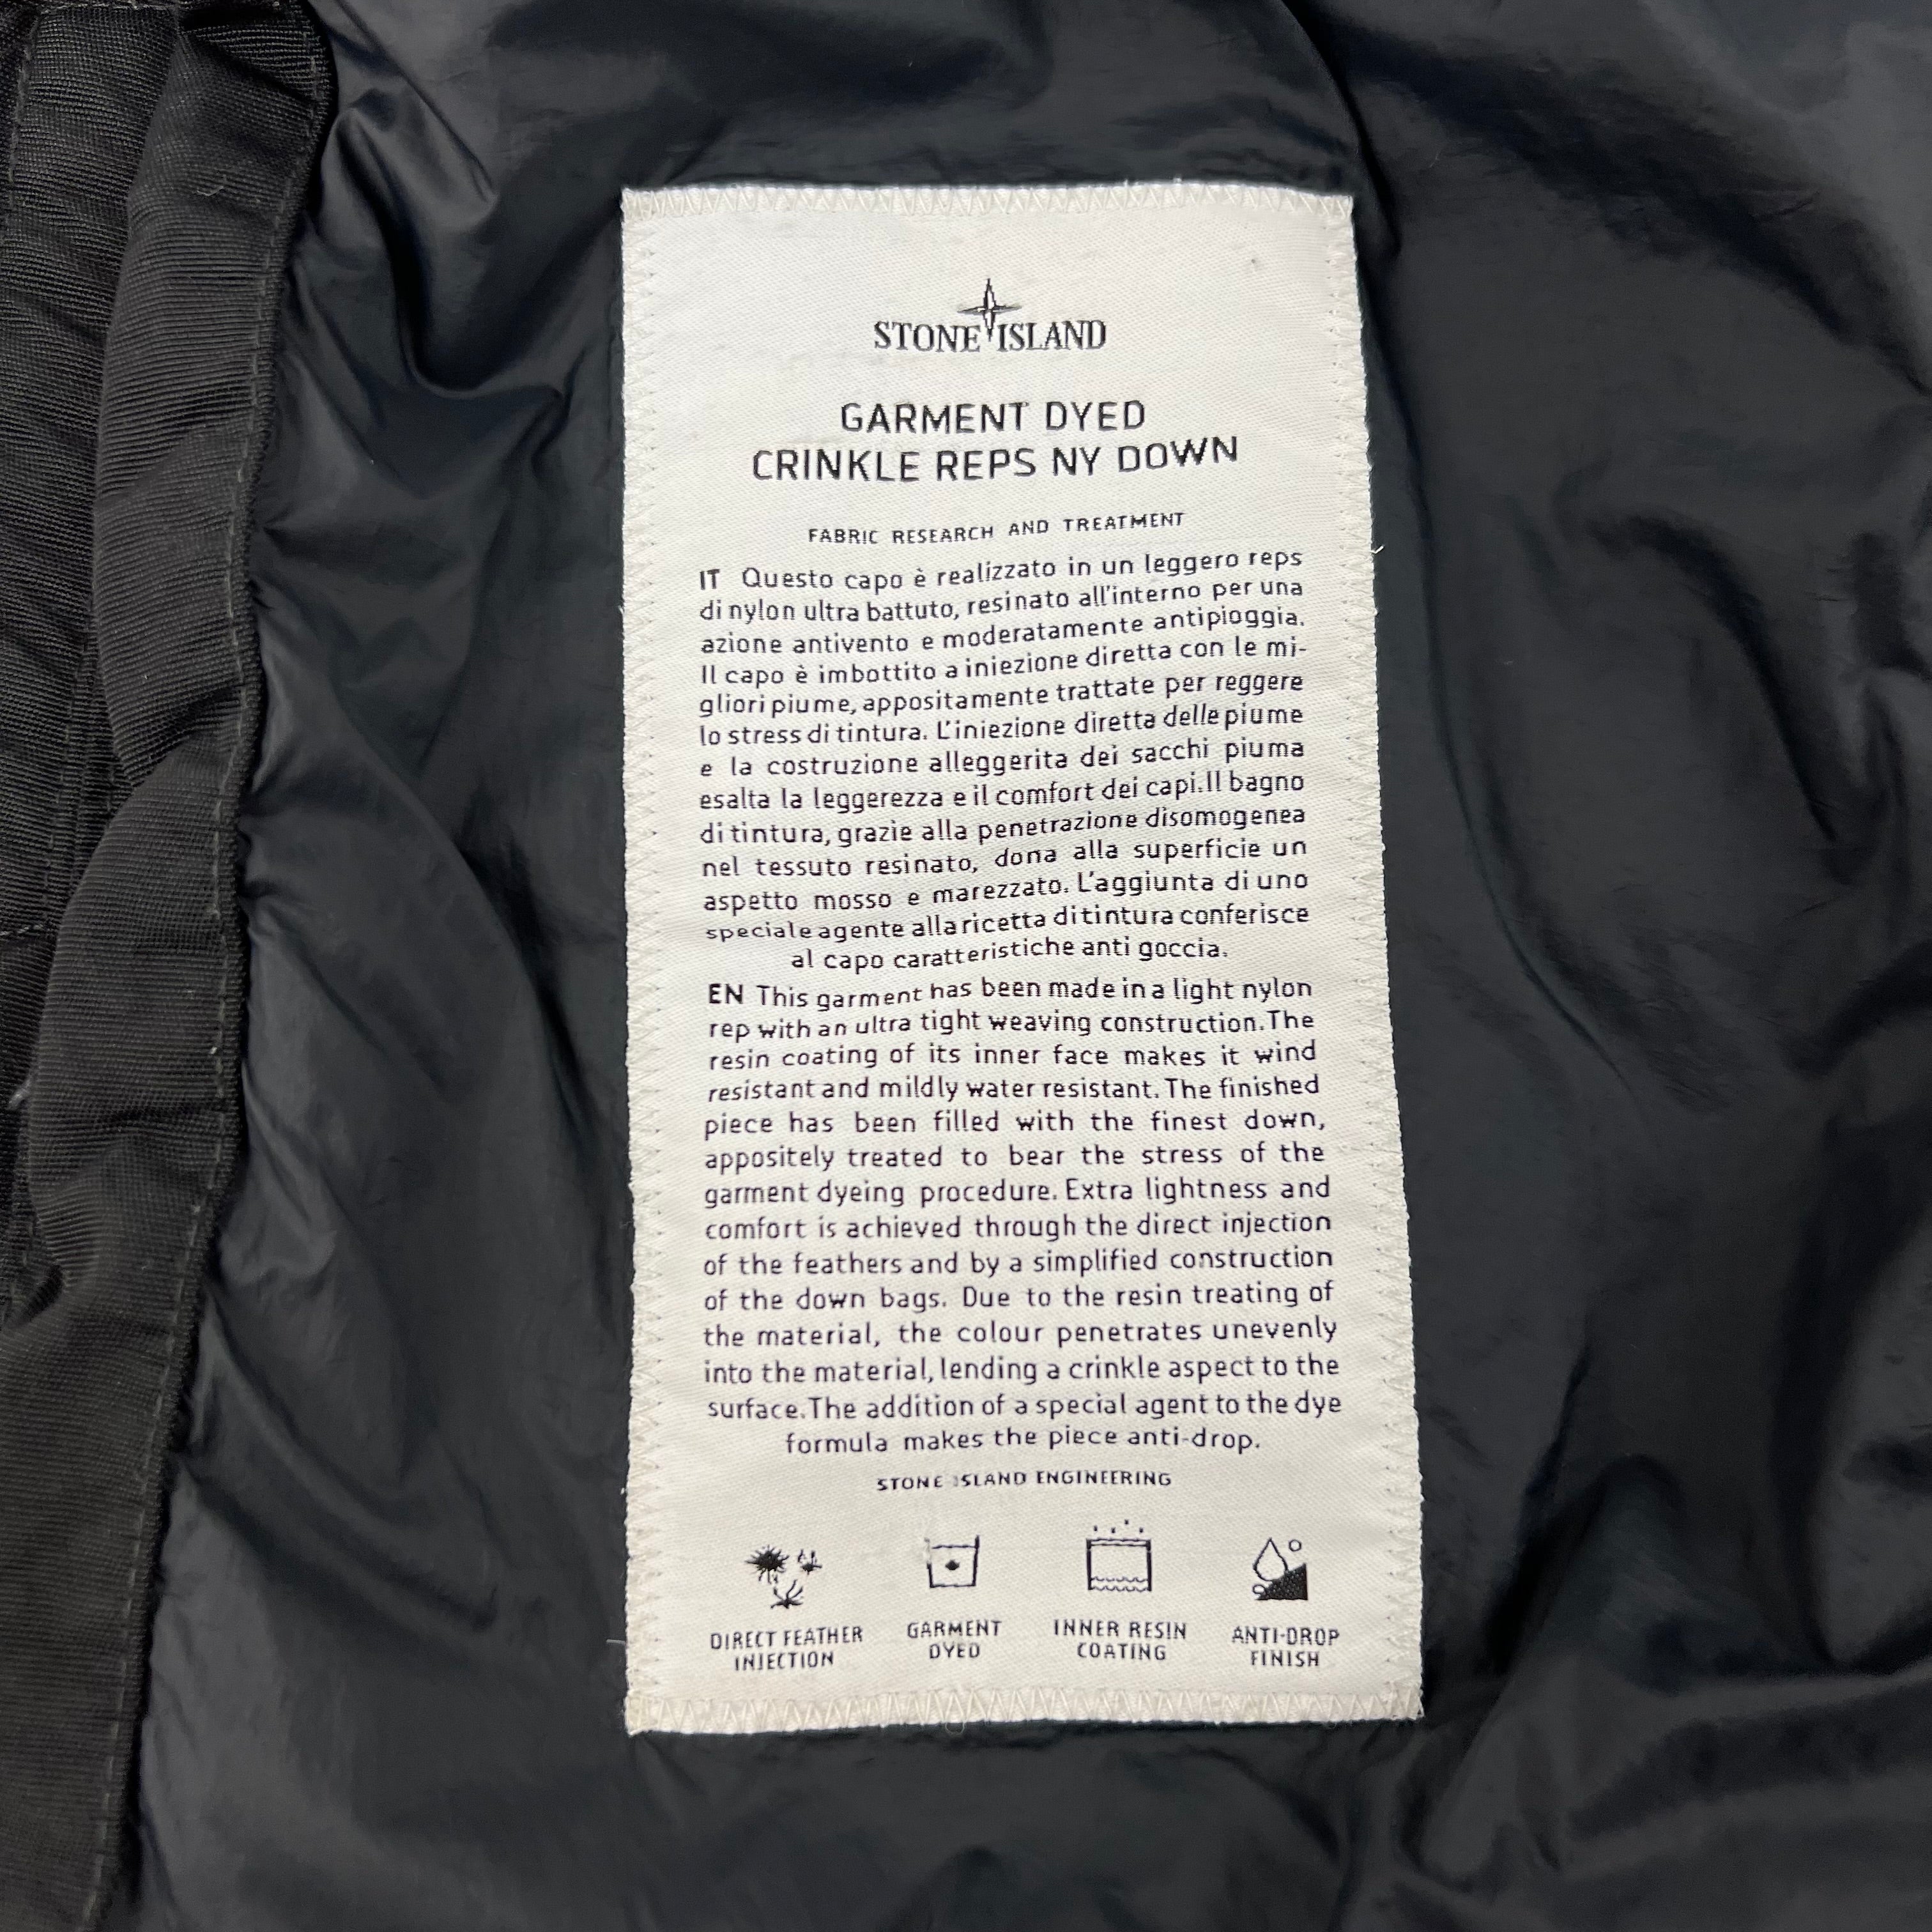 STONE ISLAND
GARMENT DYED
CRINKLE REPS NY DOWN
FABRIC RESEARCH AND TREATMENT
IT Questo capo è realizzato in un leggero reps
di nylon ultra battuto, resinato all'interno per una
azione antivento e moderatamente antipioggia.
Il capo è imbottito a iniezione diretta con le mi-
gliori piume, appositamente trattate per reggere
lo stress di tintura. L'iniezione diretta delle piume
e la costruzione alleggerita dei sacchi piuma
esalta la leggerezza e il comfort dei capi. Il bagno
di tintura, grazie alla penetrazione disomogenea
nel tessuto resinato, dona alla superficie un
aspetto mosso e marezzato. L'aggiunta di uno
speciale agente alla ricetta di tintura conferisce
al capo caratteristiche anti goccia.
EN This garment has been made in a light nylon
rep with an ultra tight weaving construction. The
resin coating of its inner face makes it wind
resistant and mildly water resistant. The finished
piece has been filled with the finest down,
appositely treated to bear the stress of the
garment dyeing procedure. Extra lightness and
comfort is achieved through the direct injection
of the feathers and by a simplified construction
of the down bags. Due to the resin treating of
the material, the colour penetrates unevenly
into the material, lending a crinkle aspect to the
surface. The addition of a special agent to the dye
formula makes the piece anti-drop.
STONE ISLAND ENGINEERING
DIRECT FEATHER INJECTION
GARMENT DYED
INNER RESIN COATING
ANTI-DROP FINISH